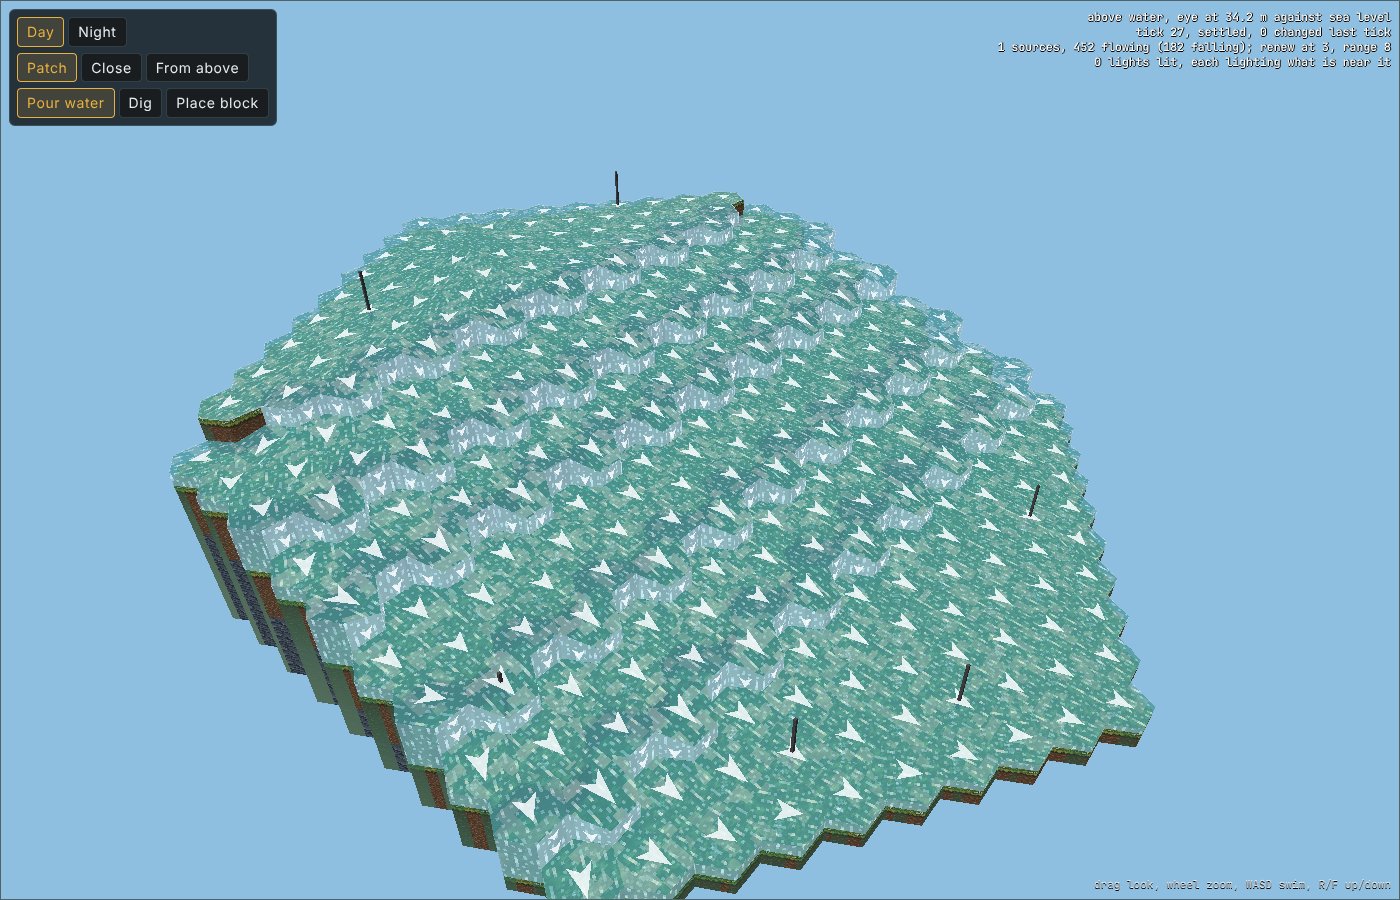 Day Night
Patch Close From above
Pour water Dig Place block
above water, eye at 34.2 m against sea level
tick 27, settled, 0 changed last tick
1 sources, 452 flowing (182 falling); renew at 3, range 8
0 lights lit, each lighting what is near it
drag look, wheel zoom, WASD swim, R/F up/down